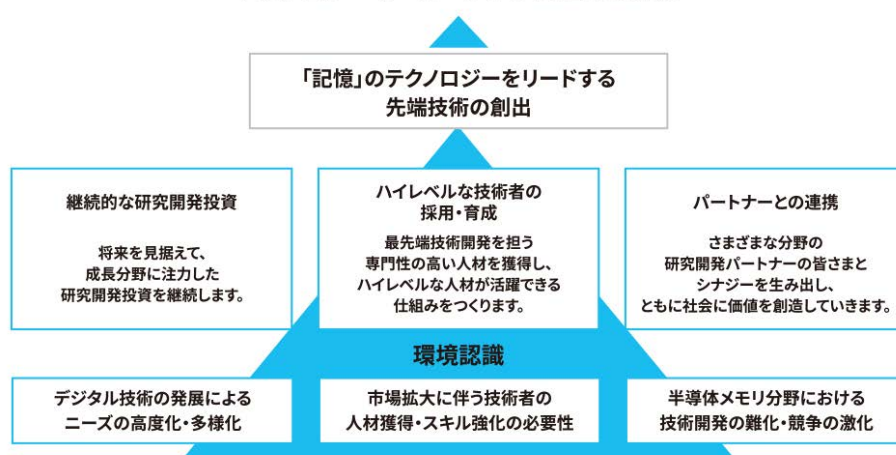 「記憶」のテクノロジーをリードする
先端技術の創出
継続的な研究開発投資
将来を見据えて、
成長分野に注力した
研究開発投資を継続します。
ハイレベルな技術者の
採用・育成
最先端技術開発を担う
専門性の高い人材を獲得し、
ハイレベルな人材が活躍できる
仕組みをつくります。
パートナーとの連携
さまざまな分野の
研究開発パートナーの皆さまと
シナジーを生み出し、
ともに社会に価値を創造していきます。
環境認識
デジタル技術の発展による
ニーズの高度化・多様化
市場拡大に伴う技術者の
人材獲得・スキル強化の必要性
半導体メモリ分野における
技術開発の難化・競争の激化